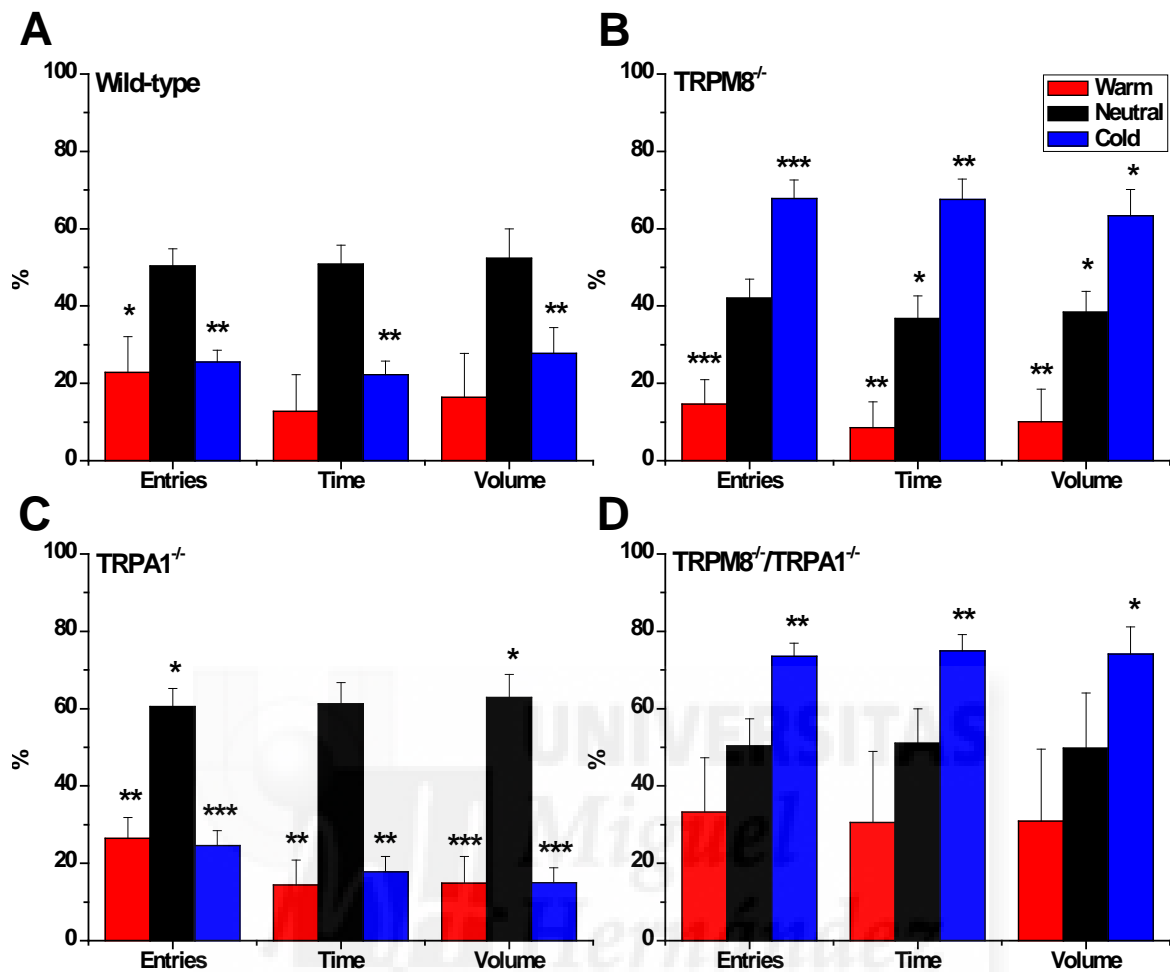 A
Wild-type
100
80
60
40
20
0
%
* ** ** **
Entries Time Volume
B
TRPM8-/-
Warm
Neutral
Cold
100
80
60
40
20
0
%
*** *** ** * ** ** * *
Entries Time Volume
C
TRPA1-/-
100
80
60
40
20
0
%
** * *** ** ** *** * ***
Entries Time Volume
D
TRPM8-/-/TRPA1-/-
100
80
60
40
20
0
%
** ** *
Entries Time Volume
UNIVERSITAS
Miguel
Hernández